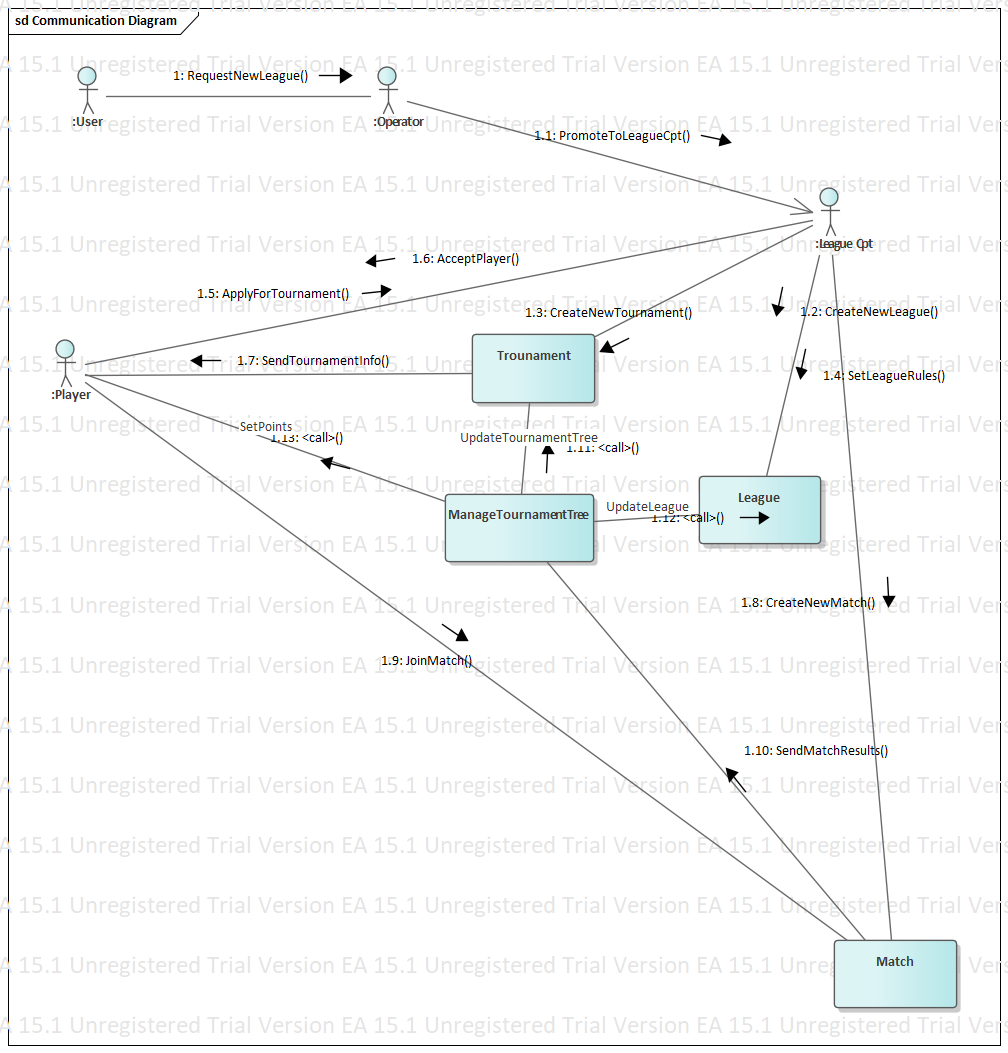 sd Communication Diagram
1: RequestNewLeague()
:User
:Operator
1.1: PromoteToLeagueCpt()
:League Cpt
1.6: AcceptPlayer()
1.5: ApplyForTournament()
1.3: CreateNewTournament()
1.2: CreateNewLeague()
Trounament
1.7: SendTournamentInfo()
1.4: SetLeagueRules()
:Player
SetPoints
1.13: <call>()
UpdateTournamentTree
1.11: <call>()
League
UpdateLeague
ManageTournamentTree
1.12: <call>()
1.8: CreateNewMatch()
1.9: JoinMatch()
1.10: SendMatchResults()
Match
EA 15.1 Unregistered Trial Version EA 15.1 Unregistered Trial Version EA 15.1 Unregistered Trial Version